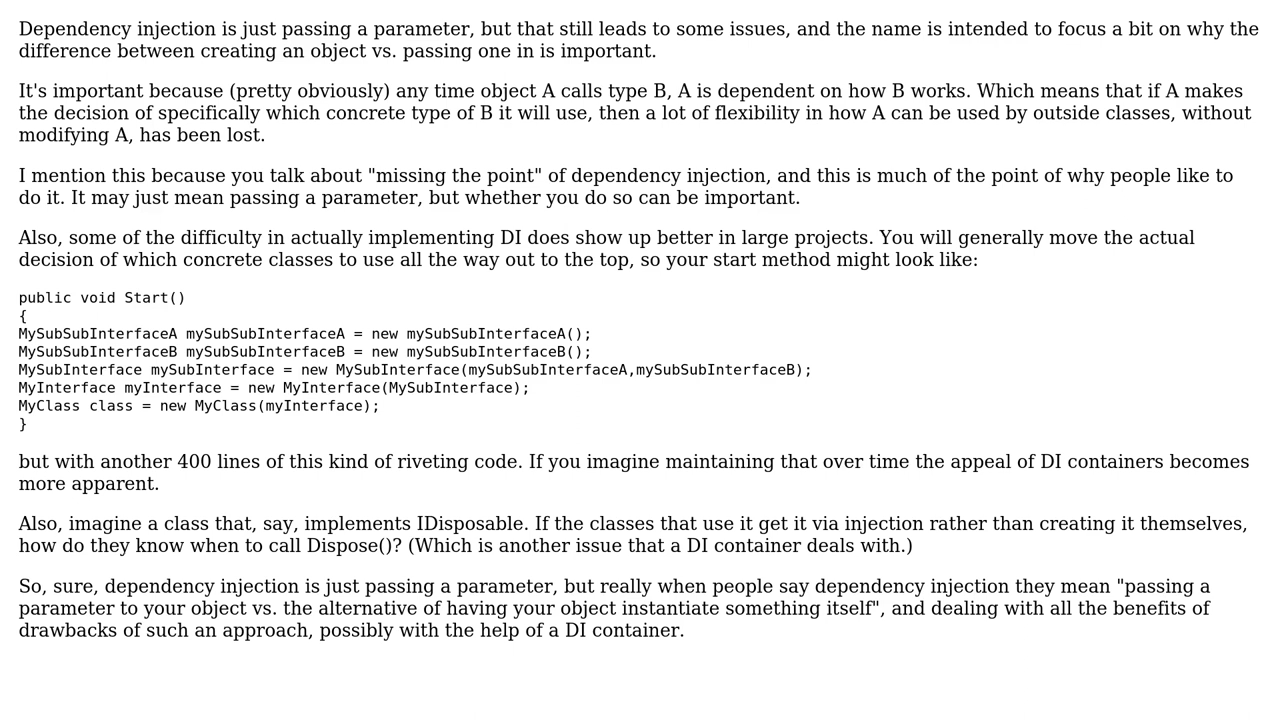 Dependency injection is just passing a parameter, but that still leads to some issues, and the name is intended to focus a bit on why the
difference between creating an object vs. passing one in is important.
It's important because (pretty obviously) any time object A calls type B, A is dependent on how B works. Which means that if A makes
the decision of specifically which concrete type of B it will use, then a lot of flexibility in how A can be used by outside classes, without
modifying A, has been lost.
I mention this because you talk about "missing the point" of dependency injection, and this is much of the point of why people like to
do it. It may just mean passing a parameter, but whether you do so can be important.
Also, some of the difficulty in actually implementing DI does show up better in large projects. You will generally move the actual
decision of which concrete classes to use all the way out to the top, so your start method might look like:
public void Start()
{
MySubSubInterfaceA mySubSubInterfaceA = new mySubSubInterfaceA();
MySubSubInterfaceB mySubSubInterfaceB = new mySubSubInterfaceB();
MySubInterface mySubInterface = new MySubInterface(mySubSubInterfaceA,mySubSubInterfaceB);
MyInterface myInterface = new MyInterface(MySubInterface);
MyClass class = new MyClass(myInterface);
}
but with another 400 lines of this kind of riveting code. If you imagine maintaining that over time the appeal of DI containers becomes
more apparent.
Also, imagine a class that, say, implements IDisposable. If the classes that use it get it via injection rather than creating it themselves,
how do they know when to call Dispose()? (Which is another issue that a DI container deals with.)
So, sure, dependency injection is just passing a parameter, but really when people say dependency injection they mean "passing a
parameter to your object vs. the alternative of having your object instantiate something itself", and dealing with all the benefits of
drawbacks of such an approach, possibly with the help of a DI container.